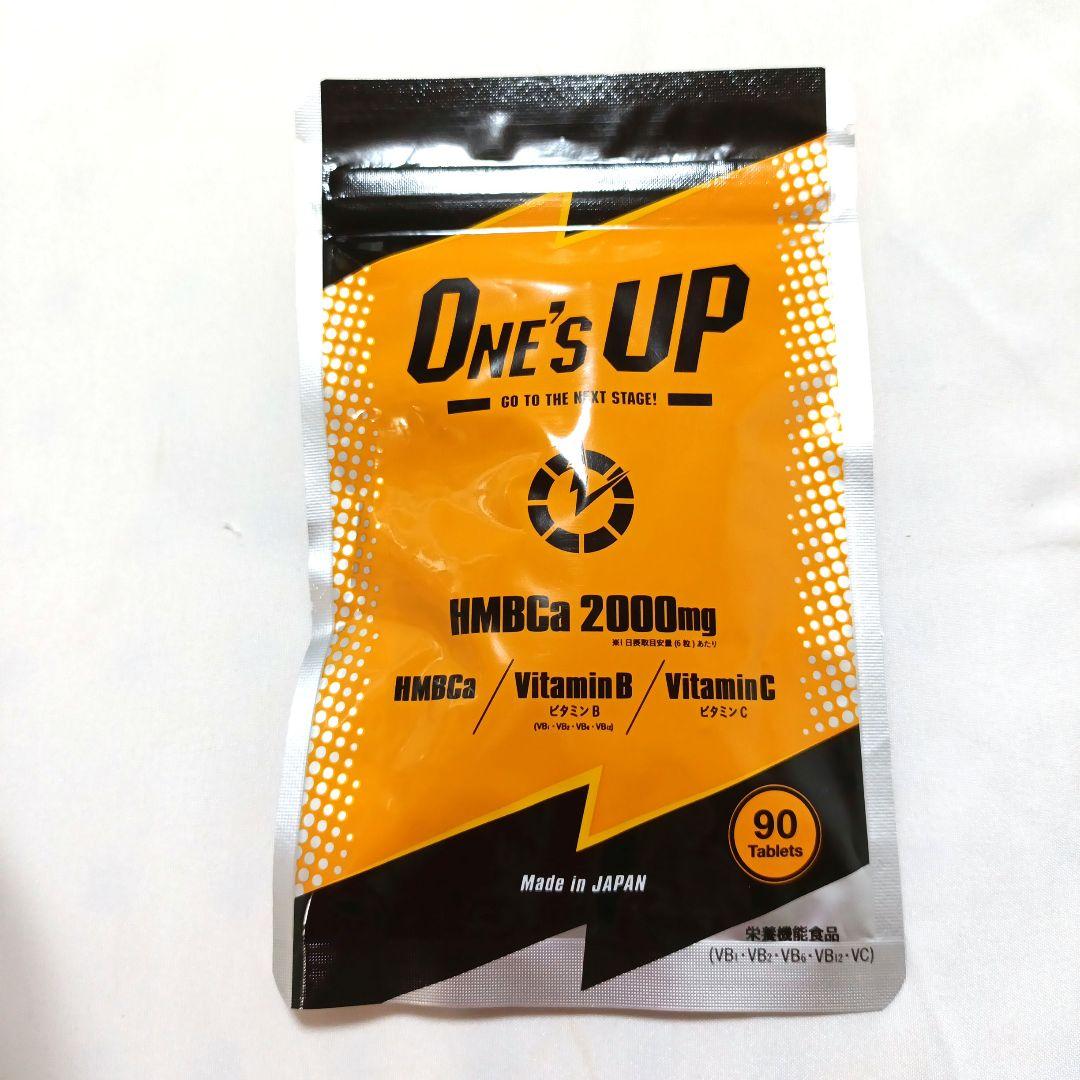 ONE'S UP
GO TO THE NEXT STAGE!
HMBCa 2000mg
※1日摂取目安量(6粒)あたり
HMBCa / VitaminB / VitaminC
ビタミンB ビタミンC
(VB₁・VB₂・VB₆・VB₁₂)
90
Tablets
Made in JAPAN
栄養機能食品
(VB₁・VB₂・VB₆・VB₁₂・VC)